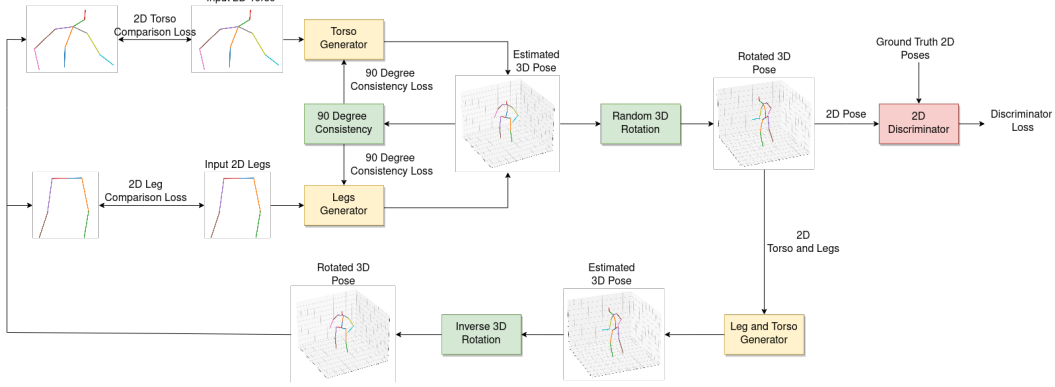 Input 2D Torso
2D Torso
Comparison Loss
Torso
Generator
90 Degree
Consistency Loss
Estimated
3D Pose
90 Degree
Consistency
Random 3D
Rotation
Rotated 3D
Pose
Ground Truth 2D
Poses
2D Pose
2D
Discriminator
Discriminator
Loss
90 Degree
Consistency Loss
Input 2D Legs
2D Leg
Comparison Loss
Legs
Generator
2D
Torso and Legs
Rotated 3D
Pose
Inverse 3D
Rotation
Estimated
3D Pose
Leg and Torso
Generator